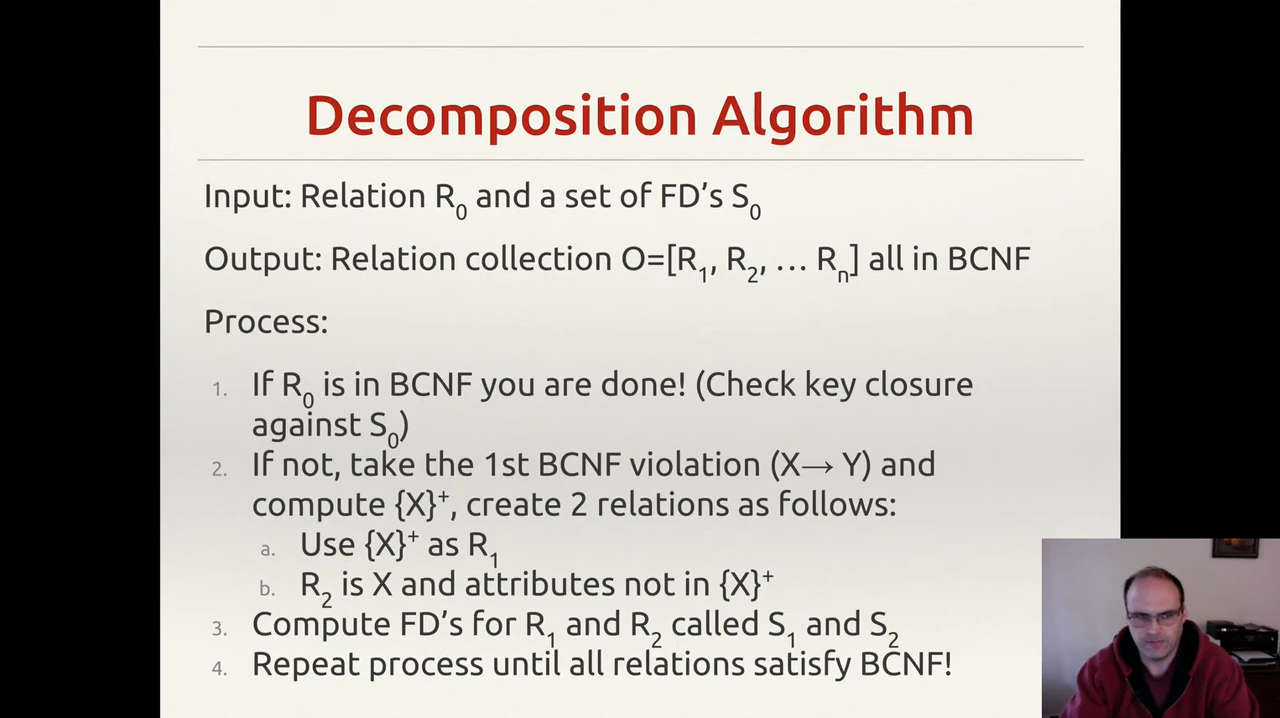 Decomposition Algorithm
Input: Relation R₀ and a set of FD’s S₀
Output: Relation collection O=[R₁, R₂, … Rₙ] all in BCNF
Process:
1. If R₀ is in BCNF you are done! (Check key closure
against S₀)
2. If not, take the 1st BCNF violation (X→ Y) and
compute {X}⁺, create 2 relations as follows:
a. Use {X}⁺ as R₁
b. R₂ is X and attributes not in {X}⁺
3. Compute FD’s for R₁ and R₂ called S₁ and S₂
4. Repeat process until all relations satisfy BCNF!